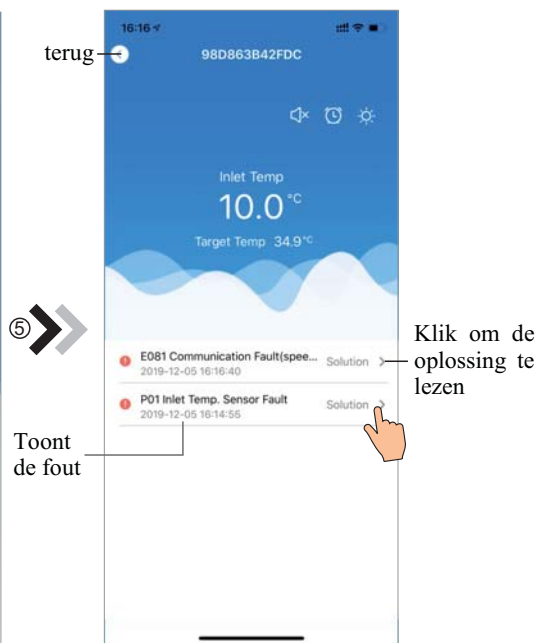 16:16
terug
98D863B42FDC
Inlet Temp
10.0°C
Target Temp 34.9°C
⑤
E081 Communication Fault(spee... Solution
2019-12-05 16:16:40
Klik om de
oplossing te
lezen
P01 Inlet Temp. Sensor Fault Solution
2019-12-05 16:14:55
Toont
de fout